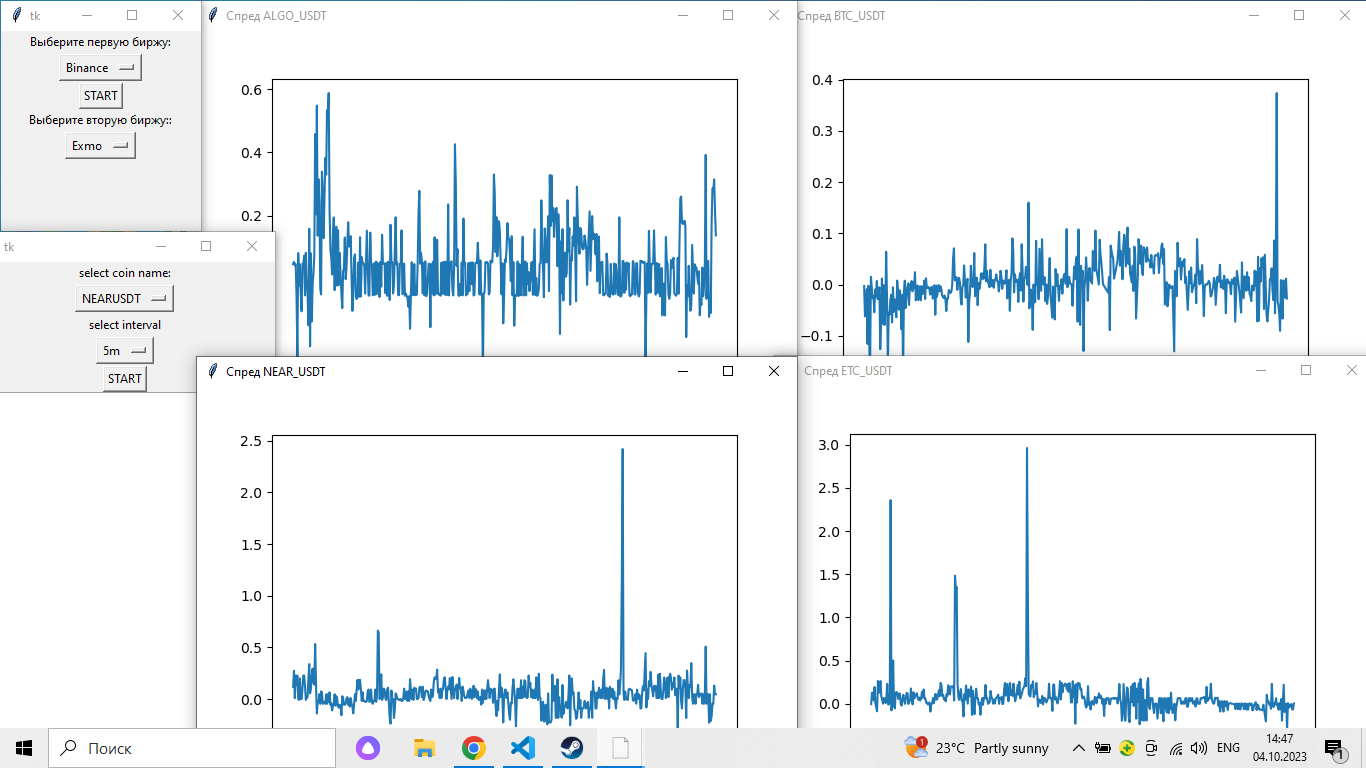 tk
Выберите первую биржу:
Binance
START
Выберите вторую биржу::
Exmo
tk
select coin name:
NEARUSDT
select interval
5m
START
Спред ALGO_USDT
0.6
0.4
0.2
Спред BTC_USDT
0.4
0.3
0.2
0.1
0.0
−0.1
Спред NEAR_USDT
2.5
2.0
1.5
1.0
0.5
0.0
Спред ETC_USDT
3.0
2.5
2.0
1.5
1.0
0.5
0.0
Поиск
1
23°C Partly sunny
ENG
14:47
04.10.2023
1